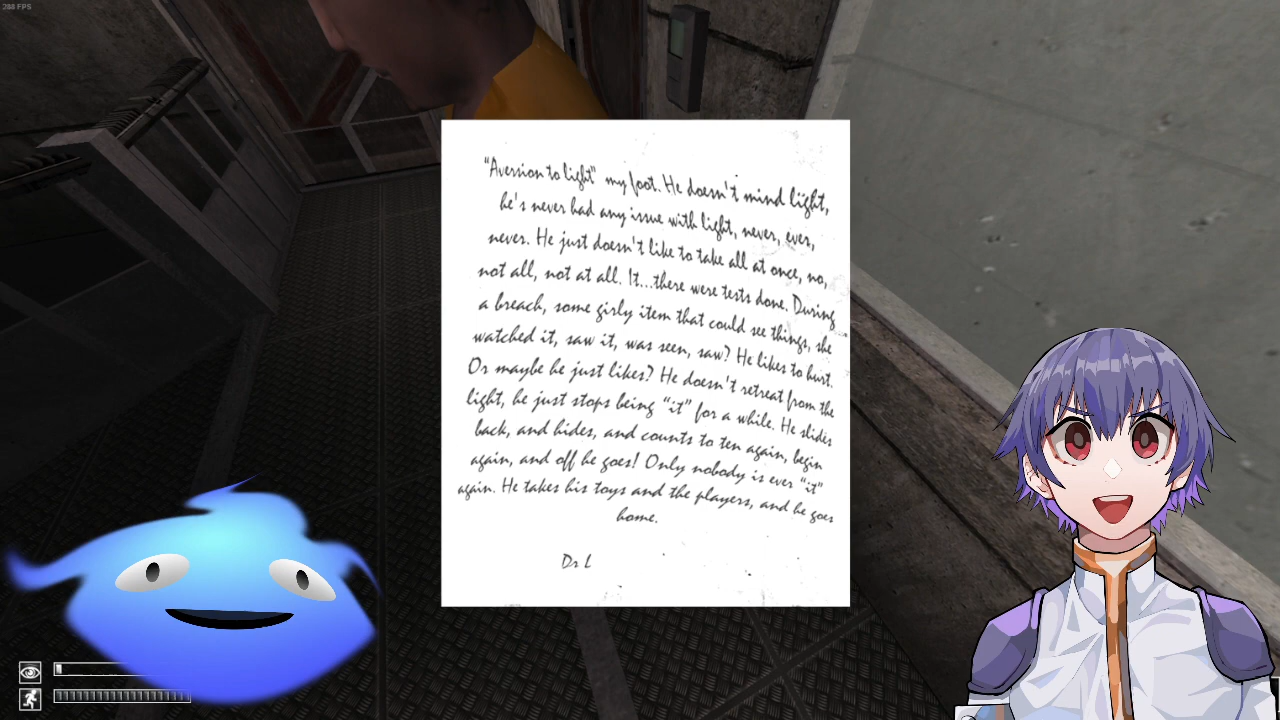 288 FPS
"Aversion to light" my foot. He doesn't mind light,
he's never had any issue with light, never, ever,
never. He just doesn't like to take all at once, no,
not all, not at all. It...there were tests done. During
a breach, some girly item that could see things, she
watched it, saw it, was seen, saw? He likes to hurt.
Or maybe he just likes? He doesn't retreat from the
light, he just stops being "it" for a while. He slides
back, and hides, and counts to ten again, begin
again, and off he goes! Only nobody is ever "it"
again. He takes his toys and the players, and he goes
home.
Dr L